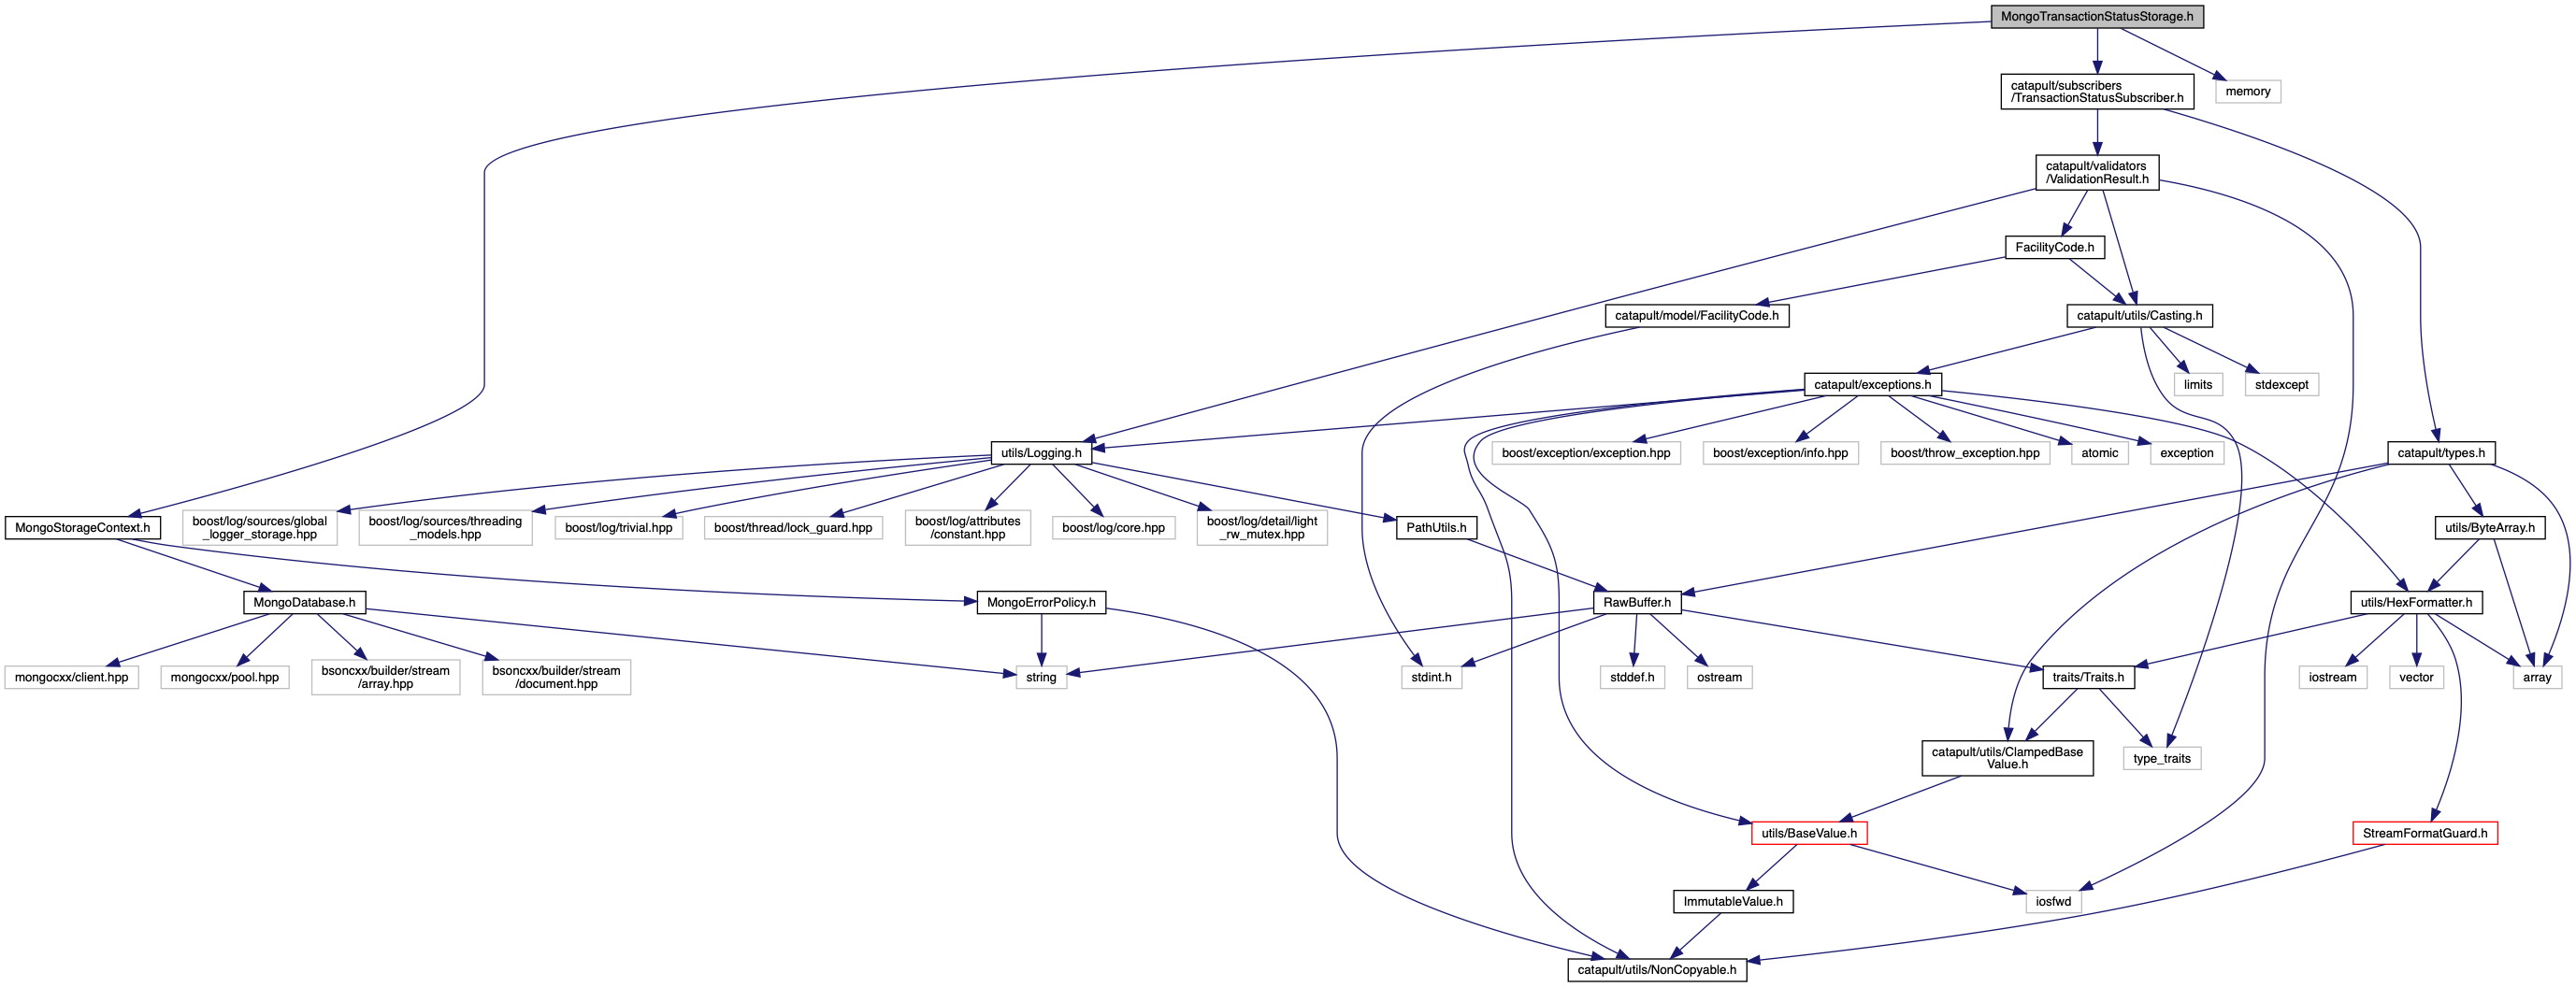 MongoTransactionStatusStorage.h
catapult/subscribers
/TransactionStatusSubscriber.h
memory
catapult/validators
/ValidationResult.h
FacilityCode.h
catapult/model/FacilityCode.h
catapult/utils/Casting.h
catapult/exceptions.h
limits
stdexcept
utils/Logging.h
boost/exception/exception.hpp
boost/exception/info.hpp
boost/throw_exception.hpp
atomic
exception
catapult/types.h
MongoStorageContext.h
boost/log/sources/global
_logger_storage.hpp
boost/log/sources/threading
_models.hpp
boost/log/trivial.hpp
boost/thread/lock_guard.hpp
boost/log/attributes
/constant.hpp
boost/log/core.hpp
boost/log/detail/light
_rw_mutex.hpp
PathUtils.h
utils/ByteArray.h
MongoDatabase.h
MongoErrorPolicy.h
RawBuffer.h
utils/HexFormatter.h
mongocxx/client.hpp
mongocxx/pool.hpp
bsoncxx/builder/stream
/array.hpp
bsoncxx/builder/stream
/document.hpp
string
stdint.h
stddef.h
ostream
traits/Traits.h
iostream
vector
array
catapult/utils/ClampedBase
Value.h
type_traits
utils/BaseValue.h
StreamFormatGuard.h
ImmutableValue.h
iosfwd
catapult/utils/NonCopyable.h